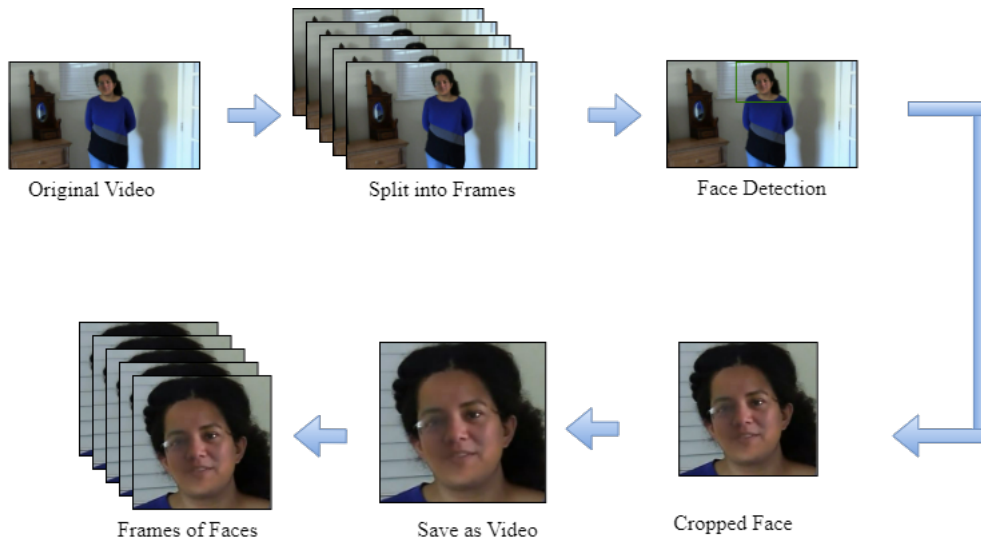 Original Video
Split into Frames
Face Detection
Cropped Face
Save as Video
Frames of Faces